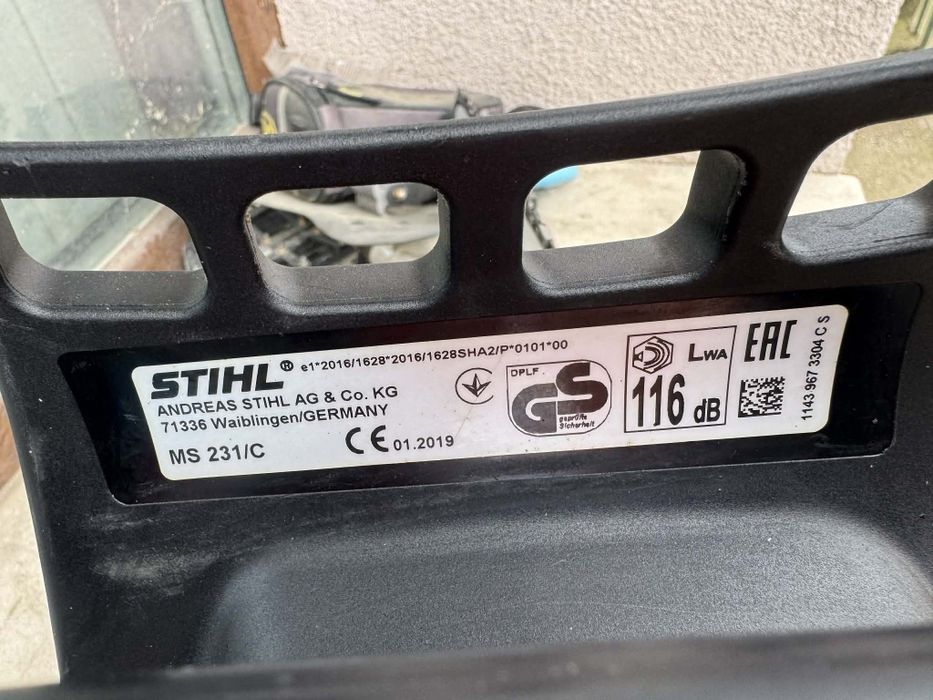 STIHL® e1*2016/1628*2016/1628SHA2/P*0101*00
ANDREAS STIHL AG & Co. KG
71336 Waiblingen/GERMANY
MS 231/C
CE 01.2019
DPLF
GS
geprüfte
Sicherheit
LWA
116 dB
EAC
1143 967 3304 C S